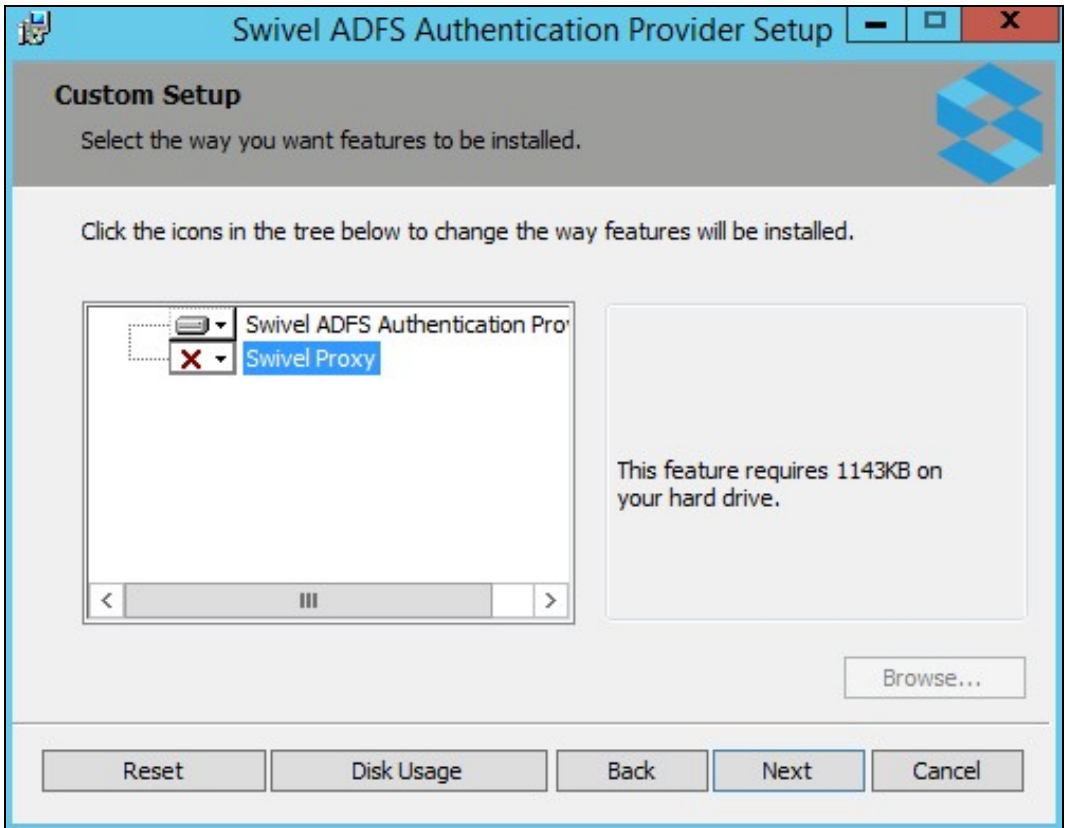 Swivel ADFS Authentication Provider Setup
Custom Setup
Select the way you want features to be installed.
Click the icons in the tree below to change the way features will be installed.
Swivel ADFS Authentication Pro
Swivel Proxy
This feature requires 1143KB on
your hard drive.
Browse...
Reset Disk Usage Back Next Cancel